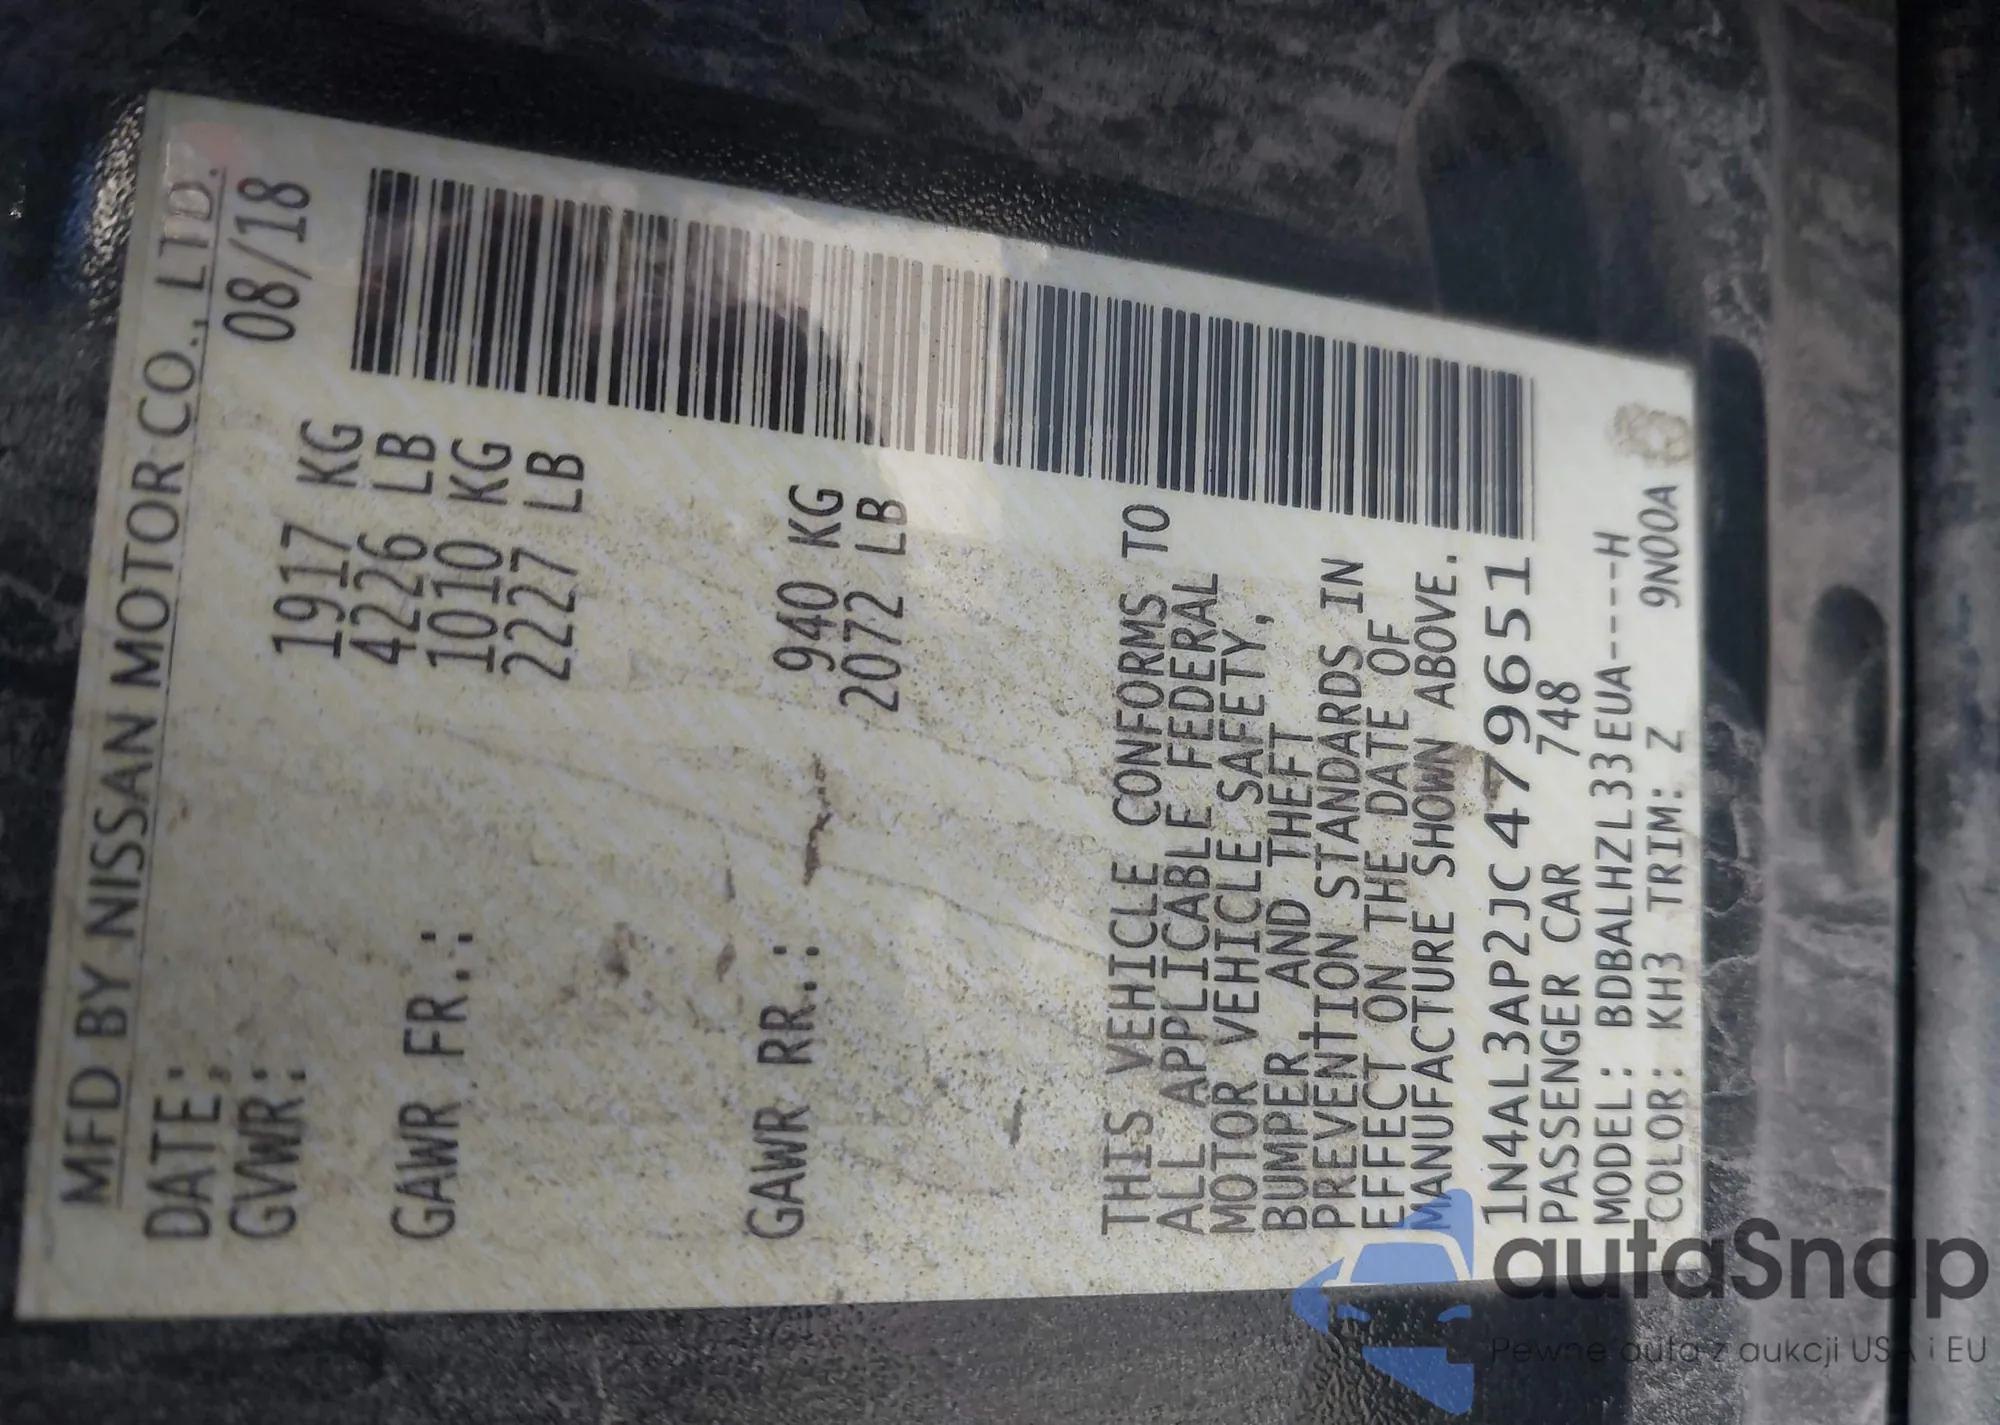 MFD BY NISSAN MOTOR CO., LTD.
DATE: 08/18
GVWR: 1917 KG
4226 LB
GAWR FR.: 1010 KG
2227 LB
GAWR RR.: 940 KG
2072 LB
THIS VEHICLE CONFORMS TO
ALL APPLICABLE FEDERAL
MOTOR VEHICLE SAFETY,
BUMPER AND THEFT
PREVENTION STANDARDS IN
EFFECT ON THE DATE OF
MANUFACTURE SHOWN ABOVE.
1N4AL3AP2JC479651
PASSENGER CAR 748
MODEL: BDBALHZL33EUA----H
COLOR: KH3 TRIM: Z 9N00A
autaSnap
Pewne auta z aukcji USA i EU